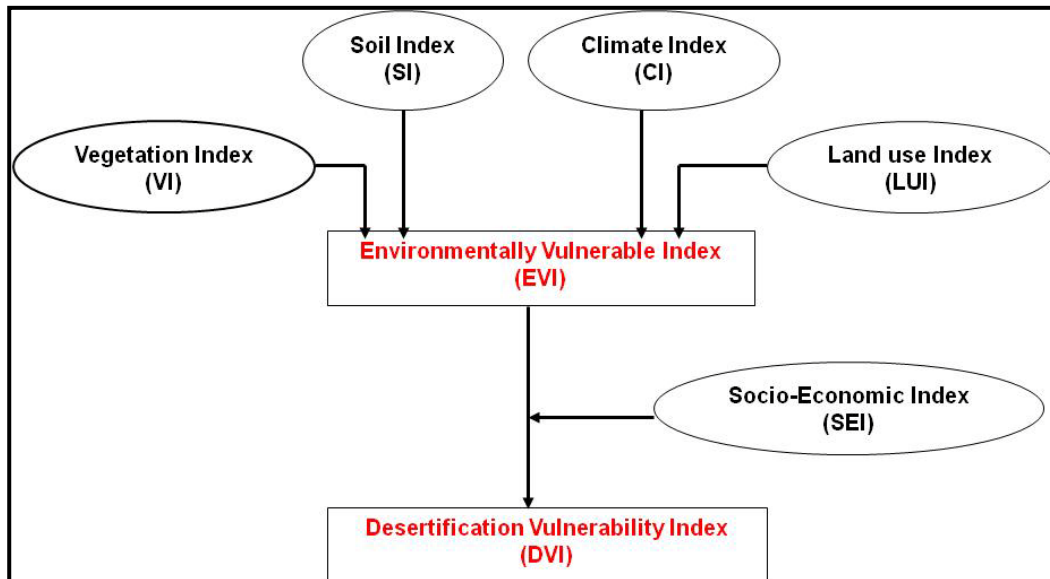 Soil Index
(SI)
Climate Index
(CI)
Vegetation Index
(VI)
Land use Index
(LUI)
Environmentally Vulnerable Index
(EVI)
Socio-Economic Index
(SEI)
Desertification Vulnerability Index
(DVI)